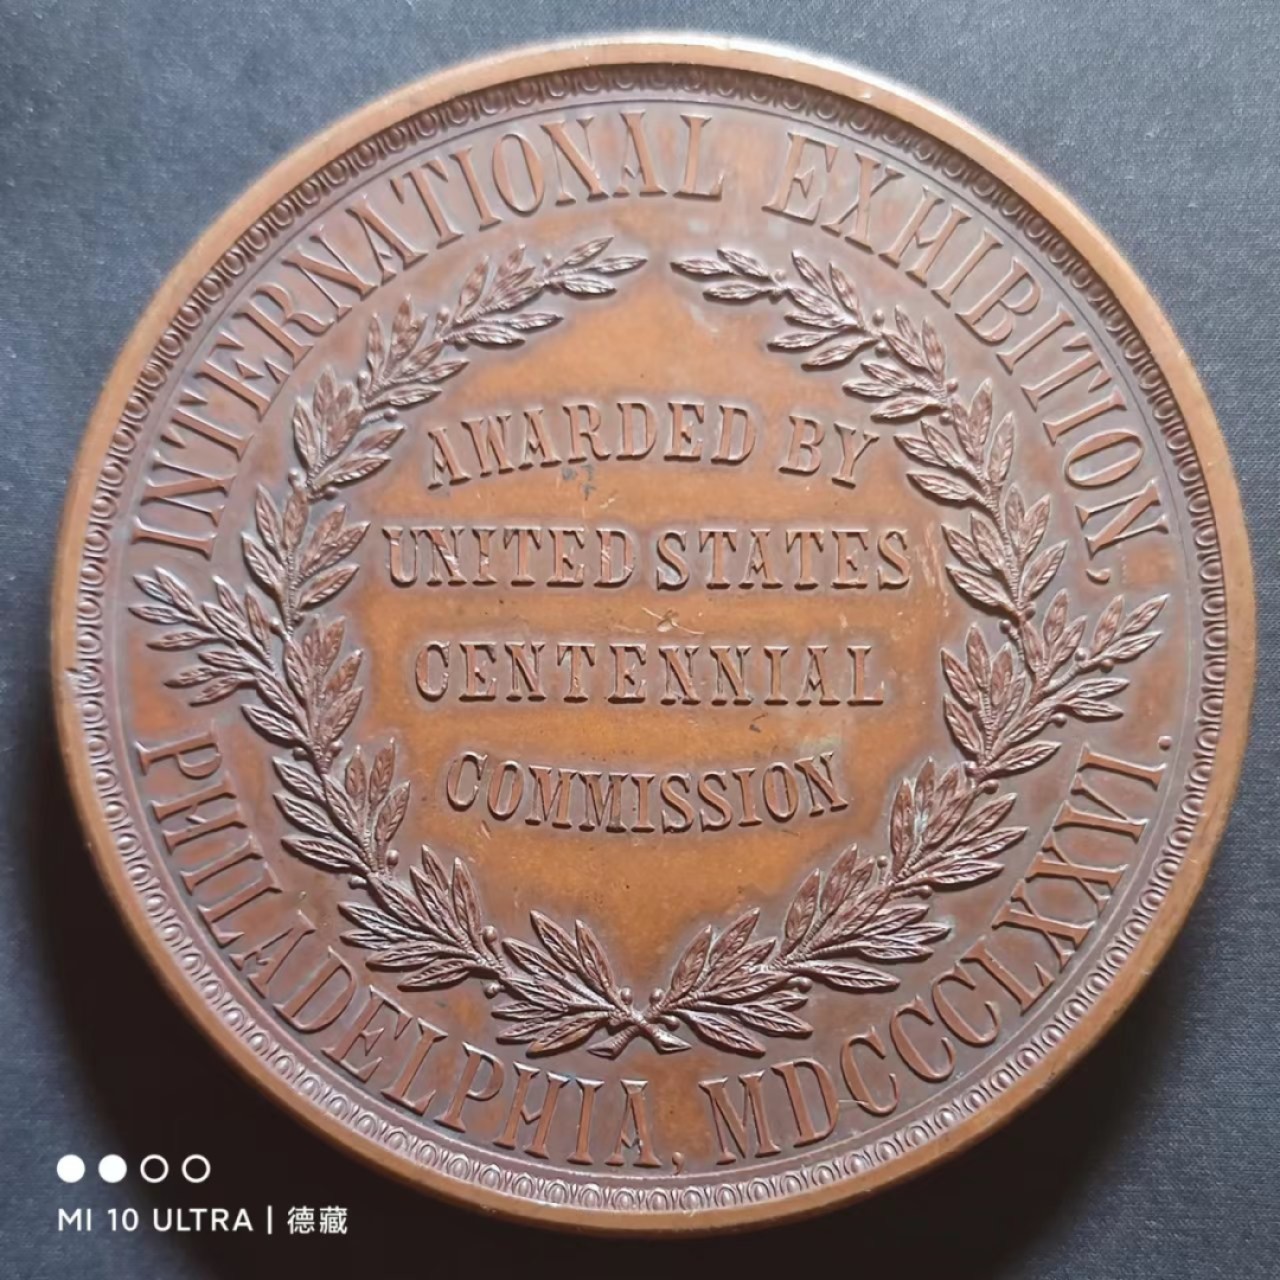 INTERNATIONAL EXHIBITION,
PHILADELPHIA, MDCCCLXXVI.
AWARDED BY
UNITED STATES
CENTENNIAL
COMMISSION
MI 10 ULTRA | 德藏